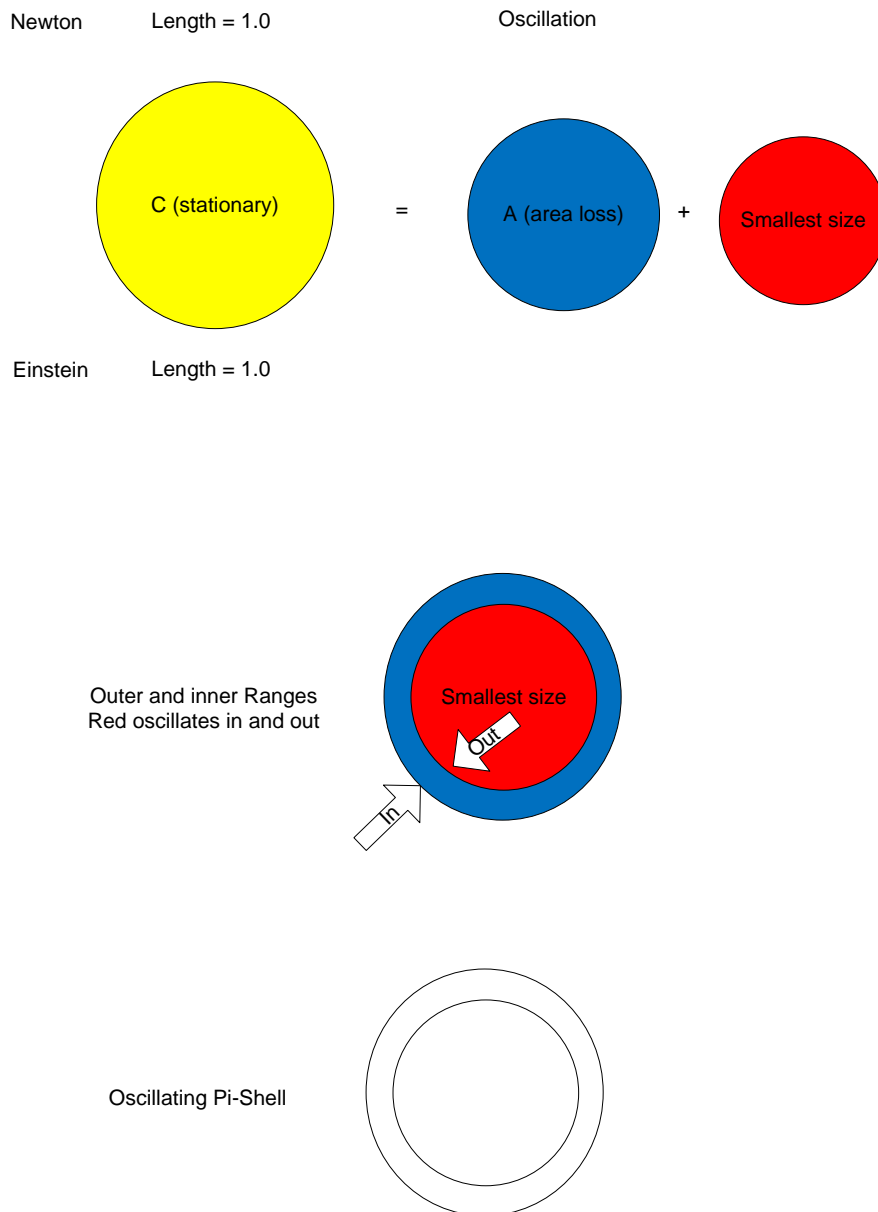 Newton Length = 1.0 Oscillation
C (stationary) = A (area loss) + Smallest size
Einstein Length = 1.0
Outer and inner Ranges
Red oscillates in and out
Smallest size
Out
In
Oscillating Pi-Shell